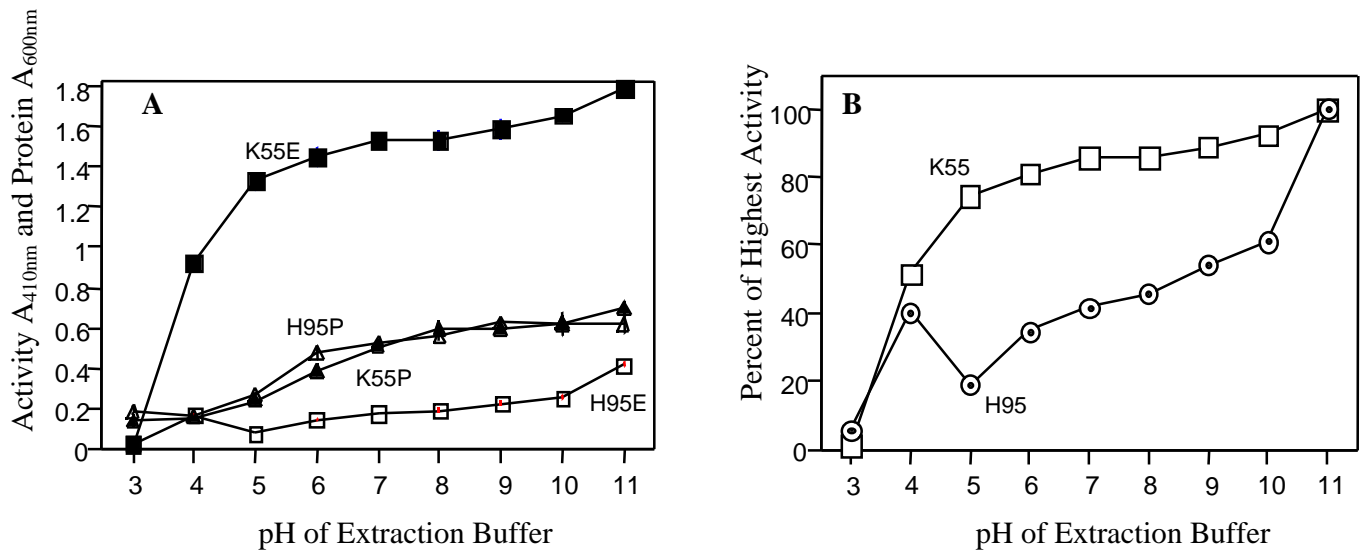 Activity A410nm and Protein A600nm
A
1.8
1.6
1.4
1.2
1
0.8
0.6
0.4
0.2
0
K55E
H95P
K55P
H95E
3 4 5 6 7 8 9 10 11
pH of Extraction Buffer
Percent of Highest Activity
B
100
80
60
40
20
0
K55
H95
3 4 5 6 7 8 9 10 11
pH of Extraction Buffer